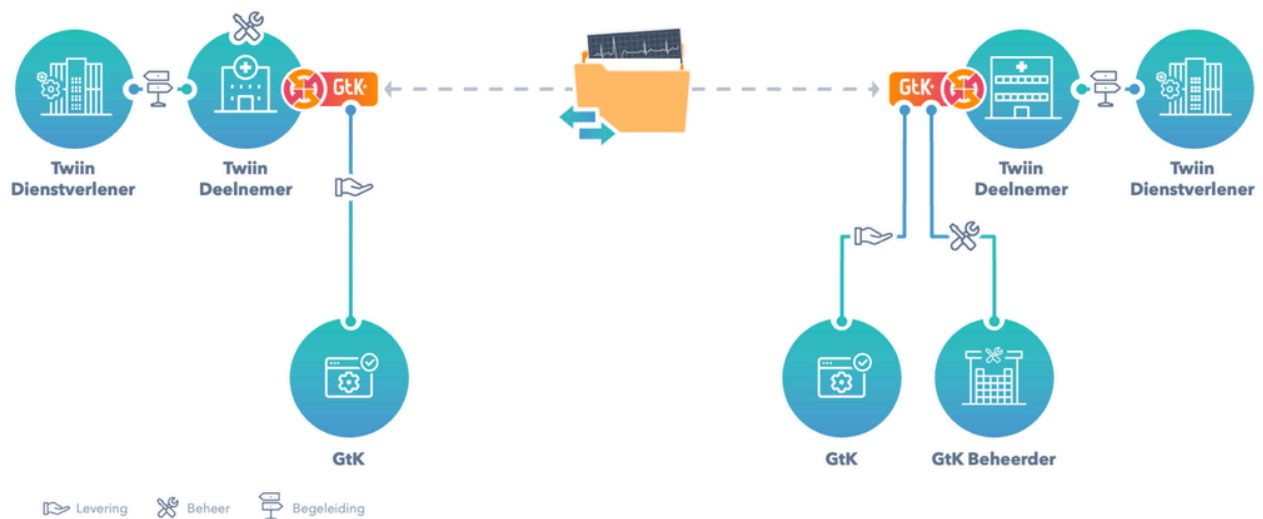 GtK
GtK
Twiin
Dienstverlener
Twiin
Deelnemer
Twiin
Deelnemer
Twiin
Dienstverlener
GtK
GtK
GtK Beheerder
Levering
Beheer
Begeleiding